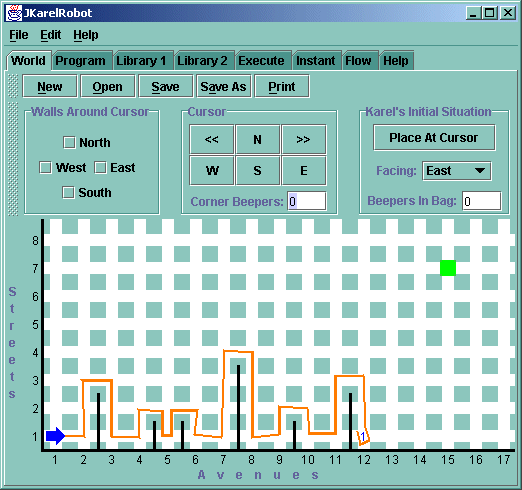 JKarelRobot
File Edit Help
World Program Library 1 Library 2 Execute Instant Flow Help
New Open Save Save As Print
Walls Around Cursor Cursor Karel's Initial Situation
North << N >> Place At Cursor
West East W S E Facing: East
South Corner Beepers: 0 Beepers In Bag: 0
8
7
6
5
4
3
2
1 1
Streets
1 2 3 4 5 6 7 8 9 10 11 12 13 14 15 16 17
Avenues